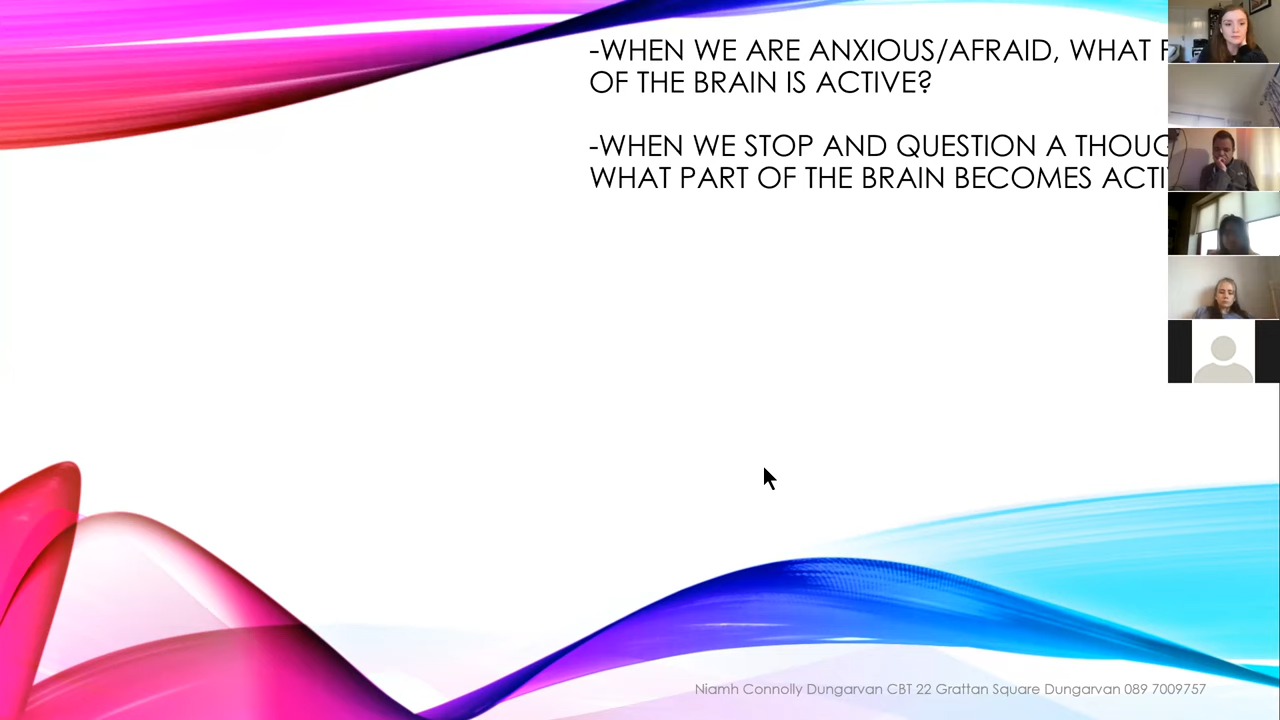 -WHEN WE ARE ANXIOUS/AFRAID, WHAT
OF THE BRAIN IS ACTIVE?
-WHEN WE STOP AND QUESTION A
WHAT PART OF THE BRAIN BECOMES
Niamh Connolly Dungarvan CBT 22 Grattan Square Dungarvan 089 7009757